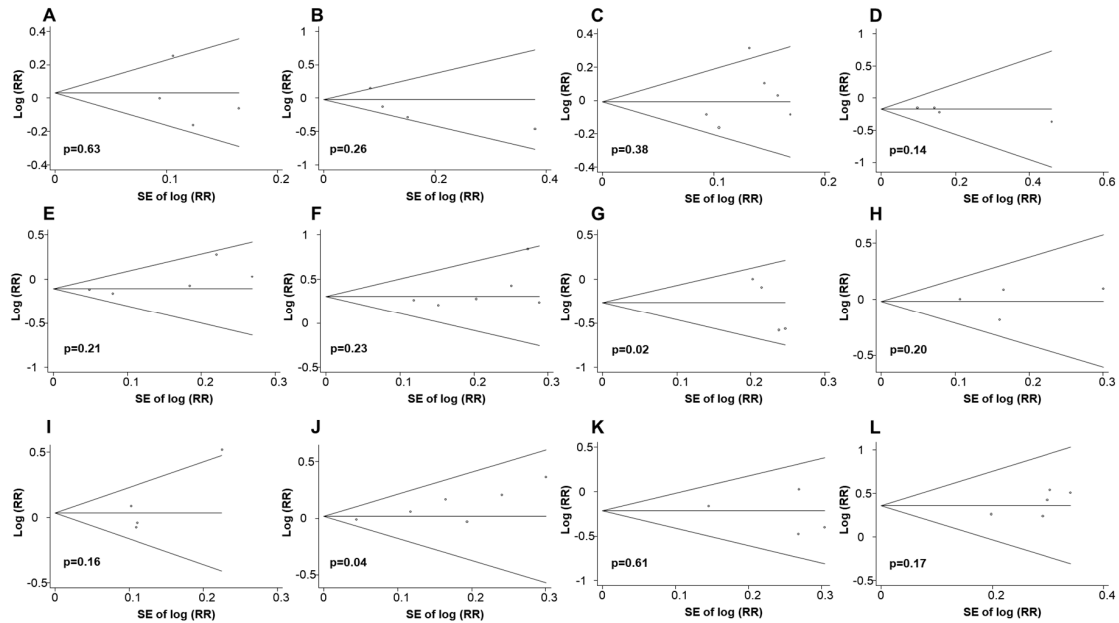 A
0.4
0.2
0
-0.2
-0.4
Log (RR)
p=0.63
0
0.1
0.2
SE of log (RR)
B
1
0.5
0
-0.5
-1
Log (RR)
p=0.26
0
0.2
0.4
SE of log (RR)
C
0.4
0.2
0
-0.2
-0.4
Log (RR)
p=0.38
0
0.1
0.2
SE of log (RR)
D
1
0
-1
Log (RR)
p=0.14
0
0.2
0.4
0.6
SE of log (RR)
E
0.5
0
-0.5
-1
Log (RR)
p=0.21
0
0.1
0.2
0.3
SE of log (RR)
F
1
0.5
0
-0.5
Log (RR)
p=0.23
0
0.1
0.2
0.3
SE of log (RR)
G
0.5
0
-0.5
-1
Log (RR)
p=0.02
0
0.1
0.2
0.3
SE of log (RR)
H
0.5
0
-0.5
Log (RR)
p=0.20
0
0.1
0.2
0.3
SE of log (RR)
I
0.5
0
-0.5
Log (RR)
p=0.16
0
0.1
0.2
0.3
SE of log (RR)
J
0.5
0
-0.5
Log (RR)
p=0.04
0
0.1
0.2
0.3
SE of log (RR)
K
0.5
0
-0.5
-1
Log (RR)
p=0.61
0
0.1
0.2
0.3
SE of log (RR)
L
1
0.5
0
-0.5
Log (RR)
p=0.17
0
0.2
0.4
SE of log (RR)